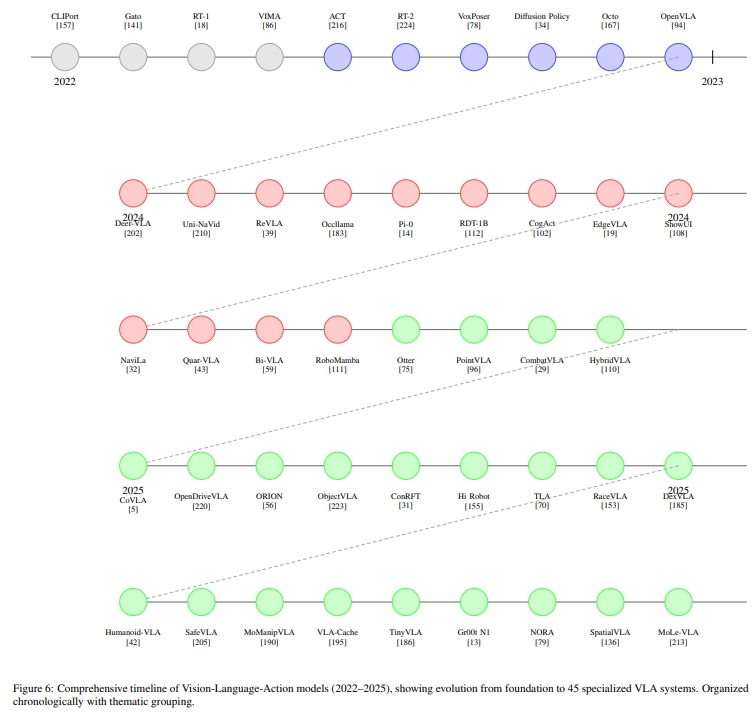 CLIPort Gato RT-1 VIMA ACT RT-2 VoxPoser Diffusion Policy Octo OpenVLA
[157] [141] [18] [86] [216] [224] [78] [34] [167] [94]
2022 2023
2024 2024
Deer-VLA Uni-NaVid ReVLA Occllama Pi-0 RDT-1B CogAct EdgeVLA ShowUI
[202] [210] [39] [183] [14] [112] [102] [19] [108]
NaviLa Quar-VLA Bi-VLA RoboMamba Otter PointVLA CombatVLA HybridVLA
[32] [43] [59] [111] [75] [96] [29] [110]
2025 2025
CoVLA OpenDriveVLA ORION ObjectVLA ConRFT Hi Robot TLA RaceVLA DexVLA
[5] [220] [56] [223] [31] [155] [70] [153] [185]
Humanoid-VLA SafeVLA MoManipVLA VLA-Cache TinyVLA Gr00t N1 NORA SpatialVLA MoLe-VLA
[42] [205] [190] [195] [186] [13] [79] [136] [213]
Figure 6: Comprehensive timeline of Vision-Language-Action models (2022–2025), showing evolution from foundation to 45 specialized VLA systems. Organized
chronologically with thematic grouping.